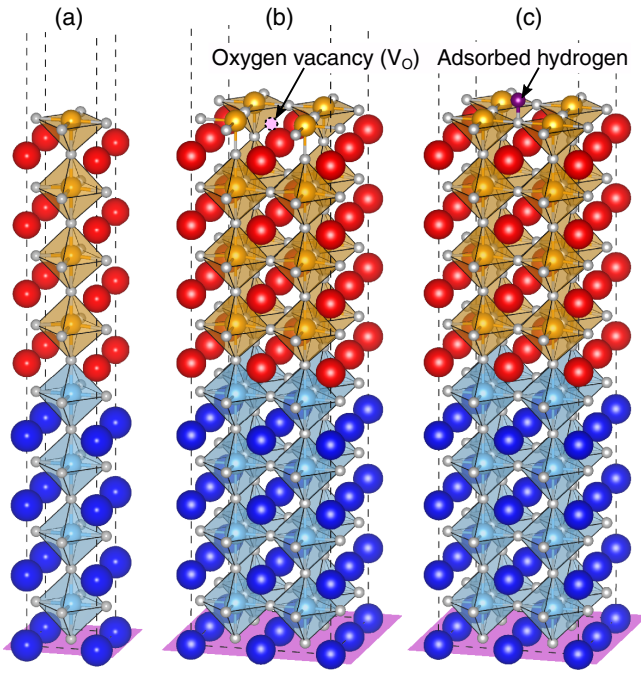 (a)
(b)
(c)
Oxygen vacancy (VO)
Adsorbed hydrogen